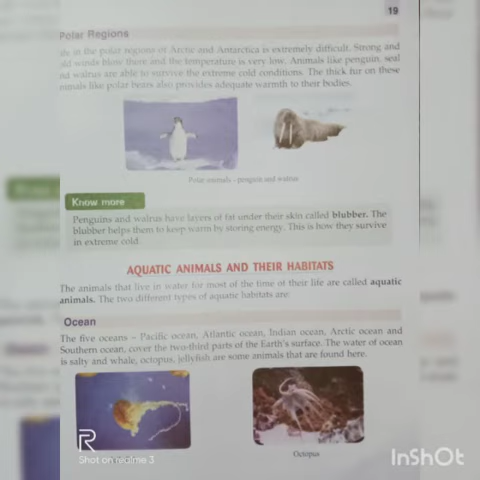 19
Polar Regions
in the polar regions of Arctic and Antarctica is extremely difficult. Strong and
winds blow there and the temperature is very low. Animals like penguin, seal
and walrus are able to survive the extreme cold conditions. The thick fur on these
animals like polar bears also provides adequate warmth to their bodies.
Polar animals - penguin and walrus
Know more
Penguins and walrus have layers of fat under their skin called blubber. The
blubber helps them to keep warm by storing energy. This is how they survive
in extreme cold.
AQUATIC ANIMALS AND THEIR HABITATS
The animals that live in water for most of the time of their life are called aquatic
animals. The two different types of aquatic habitats are:
Ocean
The five oceans – Pacific ocean, Atlantic ocean, Indian ocean, Arctic ocean and
Southern ocean, cover the two-third parts of the Earth's surface. The water of ocean
is salty and whale, octopus, jellyfish are some animals that are found here.
R
Shot on realme 3
Octopus
InShOt